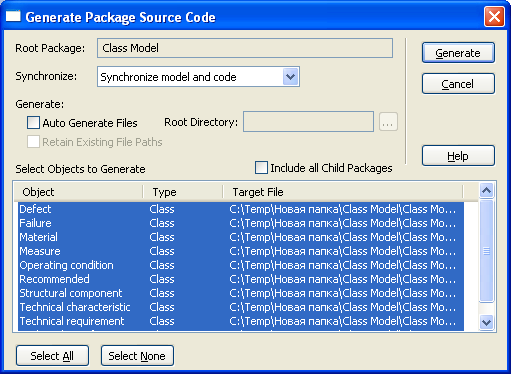 Generate Package Source Code
Root Package: Class Model
Generate
Synchronize: Synchronize model and code
Cancel
Generate:
Auto Generate Files Root Directory: ...
Retain Existing File Paths
Help
Select Objects to Generate Include all Child Packages
Object Type Target File
Defect Class C:\Temp\Новая папка\Class Model\Class Mo...
Failure Class C:\Temp\Новая папка\Class Model\Class Mo...
Material Class C:\Temp\Новая папка\Class Model\Class Mo...
Measure Class C:\Temp\Новая папка\Class Model\Class Mo...
Operating condition Class C:\Temp\Новая папка\Class Model\Class Mo...
Recommended Class C:\Temp\Новая папка\Class Model\Class Mo...
Structural component Class C:\Temp\Новая папка\Class Model\Class Mo...
Technical characteristic Class C:\Temp\Новая папка\Class Model\Class Mo...
Technical requirement Class C:\Temp\Новая папка\Class Model\Class Mo...
Select All Select None